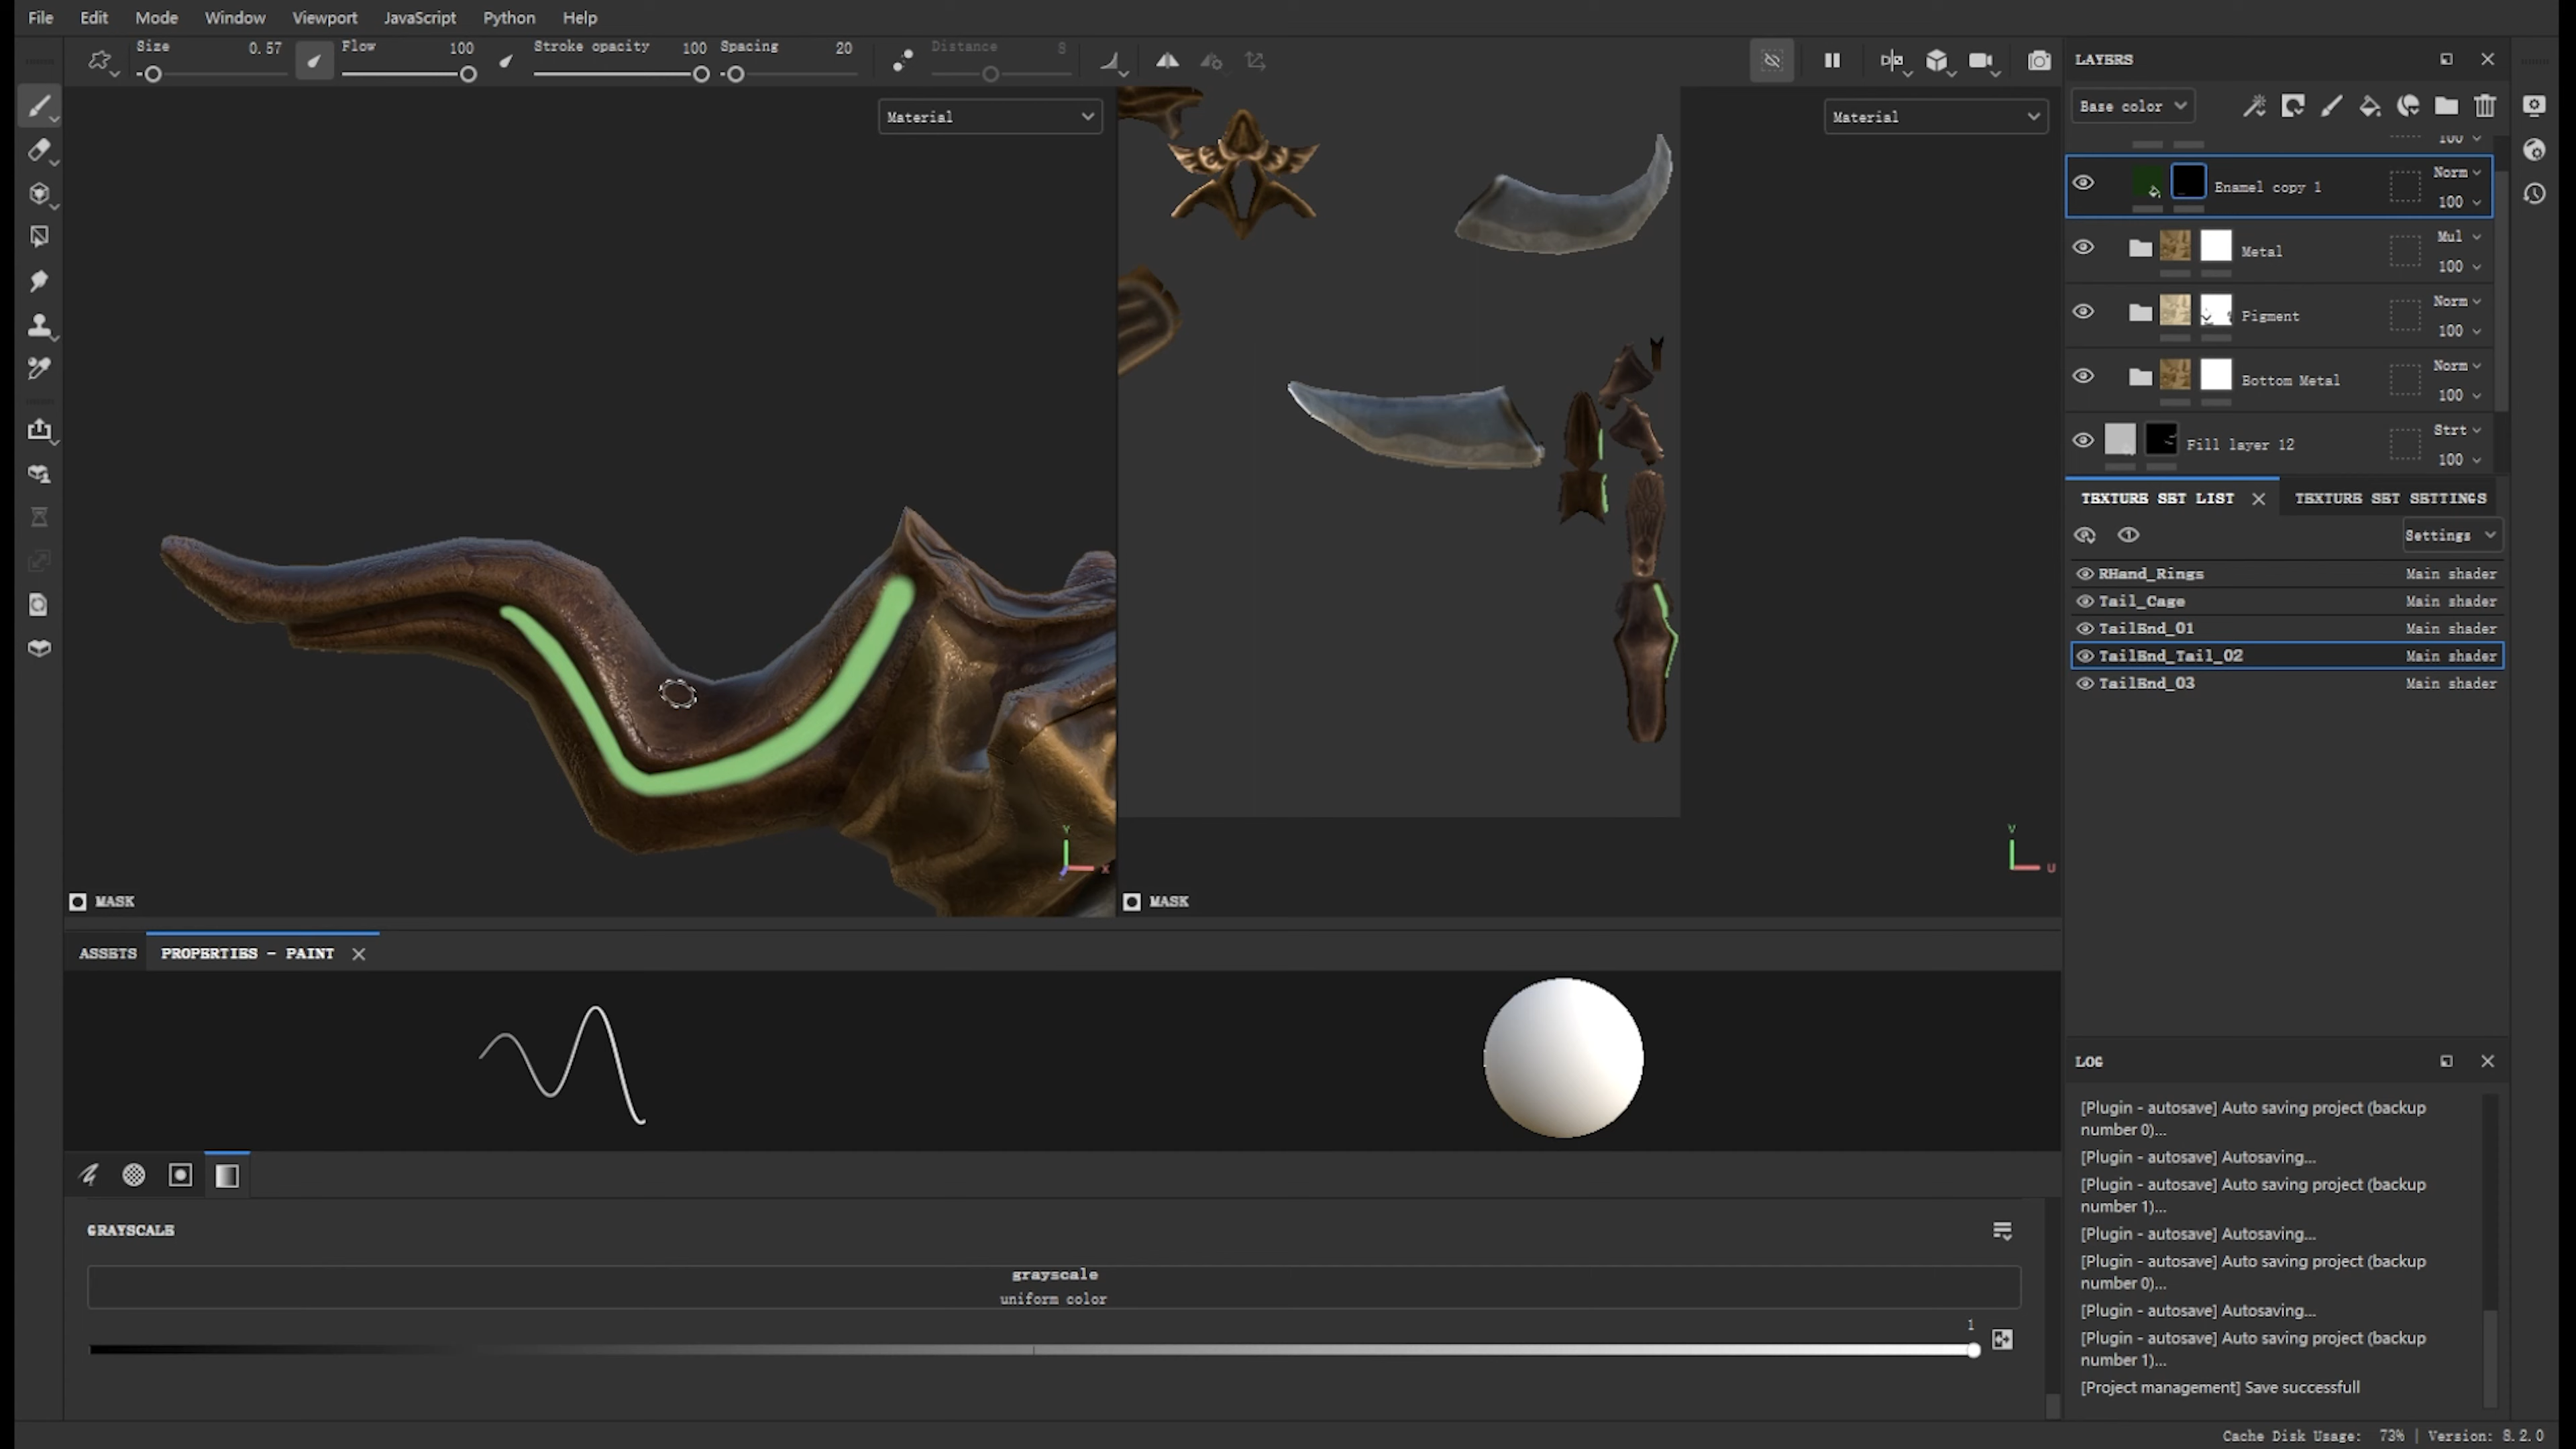 File Edit Mode Window Viewport JavaScript Python Help
Size 0.57 Flow 100 Stroke opacity 100 Spacing 20 Distance 8
Material
Material
MASK
MASK
X
Y
U
V
LAYERS
Base color
100
Norm
Enamel copy 1
100
Mul
Metal
100
Norm
Pigment
100
Norm
Bottom Metal
100
Strt
Fill layer 12
100
TEXTURE SET LIST TEXTURE SET SETTINGS
Settings
RHand_Rings Main shader
Tail_Cage Main shader
TailEnd_01 Main shader
TailEnd_Tail_02 Main shader
TailEnd_03 Main shader
ASSETS PROPERTIES - PAINT
GRAYSCALE
grayscale
uniform color
1
LOG
[Plugin - autosave] Auto saving project (backup
number 0)...
[Plugin - autosave] Autosaving...
[Plugin - autosave] Auto saving project (backup
number 1)...
[Plugin - autosave] Autosaving...
[Plugin - autosave] Auto saving project (backup
number 0)...
[Plugin - autosave] Autosaving...
[Plugin - autosave] Auto saving project (backup
number 1)...
[Project management] Save successfull
Cache Disk Usage: 73% | Version: 8.2.0